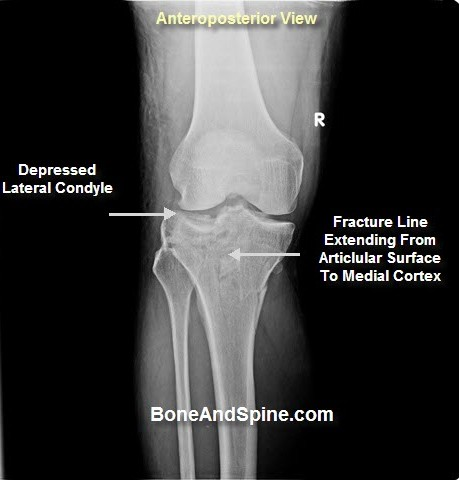 Anteroposterior View
R
Depressed
Lateral Condyle
Fracture Line
Extending From
Articlular Surface
To Medial Cortex
BoneAndSpine.com